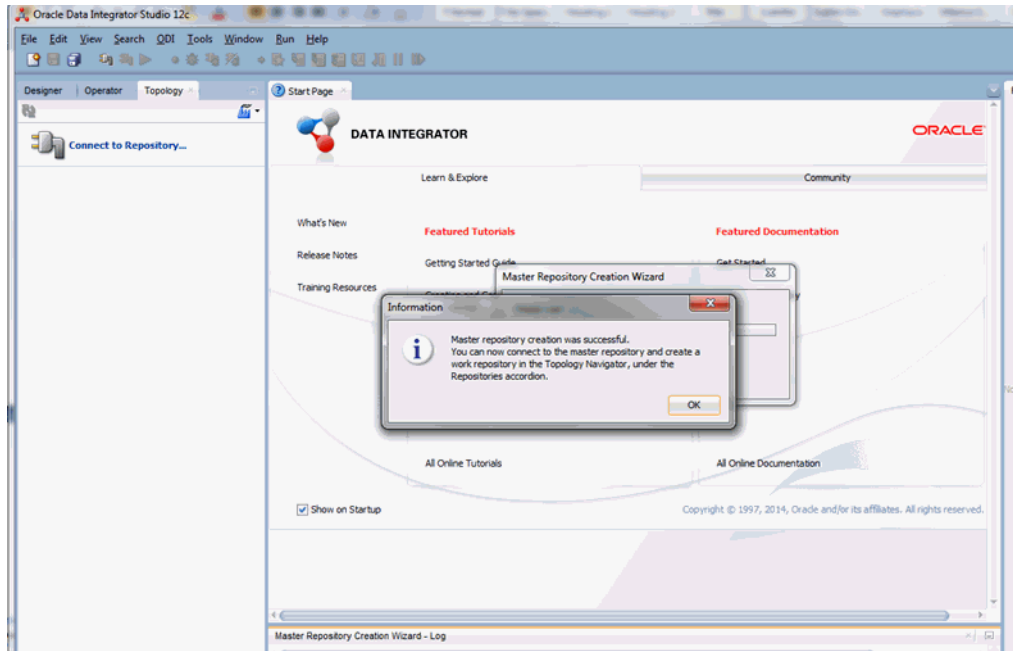 Oracle Data Integrator Studio 12c
File Edit View Search ODI Tools Window Run Help
Designer Operator Topology
Start Page
Connect to Repository...
DATA INTEGRATOR
ORACLE
Learn & Explore
Community
What's New
Featured Tutorials
Featured Documentation
Release Notes
Getting Started Guide
Get Started
Training Resources
Master Repository Creation Wizard
Information
Master repository creation was successful.
You can now connect to the master repository and create a
work repository in the Topology Navigator, under the
Repositories accordion.
OK
All Online Tutorials
All Online Documentation
Show on Startup
Copyright © 1997, 2014, Oracle and/or its affiliates. All rights reserved.
Master Repository Creation Wizard - Log